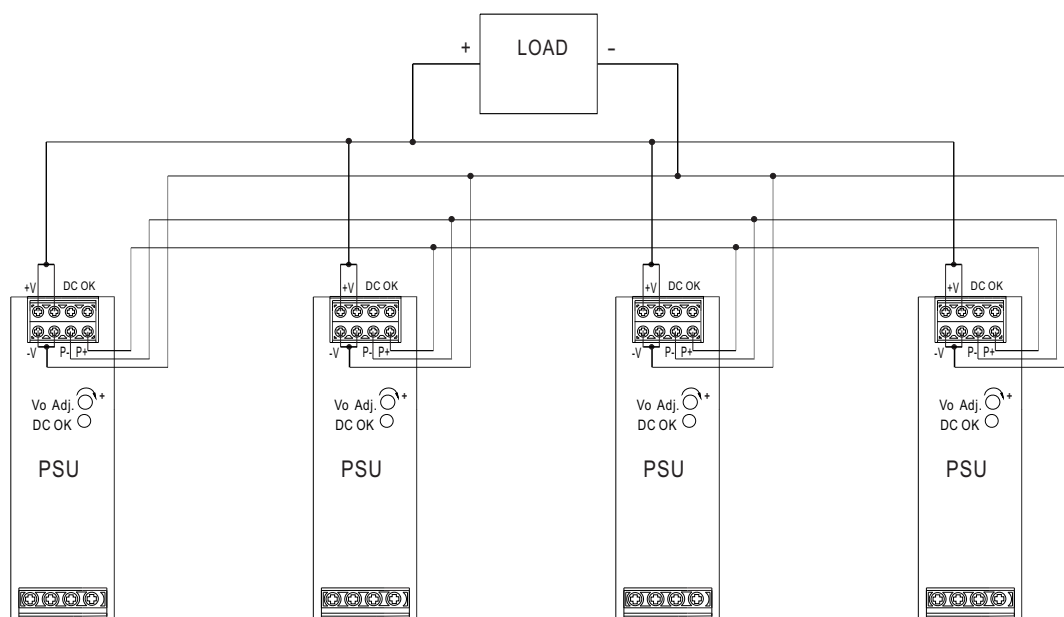 + LOAD -
+V DC OK +V DC OK +V DC OK +V DC OK
-V P- P+ -V P- P+ -V P- P+ -V P- P+
Vo Adj. + Vo Adj. + Vo Adj. + Vo Adj. +
DC OK DC OK DC OK DC OK
PSU PSU PSU PSU